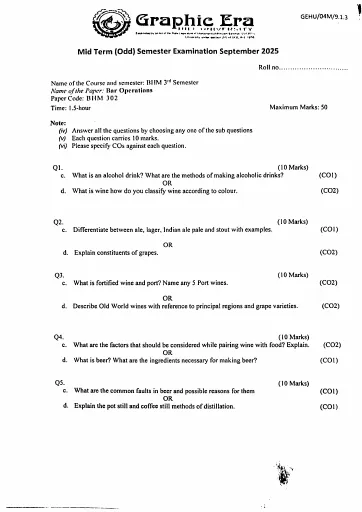 GEHU/04M/9.1.3
Graphic Era
Mid Term (Odd) Semester Examination September 2025
Roll no..............................
Name of the Course and semester: BHM 3rd Semester
Name of the Paper: Bar Operations
Paper Code: BHM 302
Time: 1.5-hour Maximum Marks: 50
Note:
(iv) Answer all the questions by choosing any one of the sub questions
(v) Each question carries 10 marks.
(vi) Please specify COs against each question.
Q1. (10 Marks)
c. What is an alcohol drink? What are the methods of making alcoholic drinks? (CO1)
OR
d. What is wine how do you classify wine according to colour. (CO2)
Q2. (10 Marks)
c. Differentiate between ale, lager, Indian ale pale and stout with examples. (CO1)
OR
d. Explain constituents of grapes. (CO2)
Q3. (10 Marks)
c. What is fortified wine and port? Name any 5 Port wines. (CO2)
OR
d. Describe Old World wines with reference to principal regions and grape varieties. (CO2)
Q4. (10 Marks)
c. What are the factors that should be considered while pairing wine with food? Explain. (CO2)
OR
d. What is beer? What are the ingredients necessary for making beer? (CO1)
Q5. (10 Marks)
c. What are the common faults in beer and possible reasons for them (CO1)
OR
d. Explain the pot still and coffee still methods of distillation. (CO1)